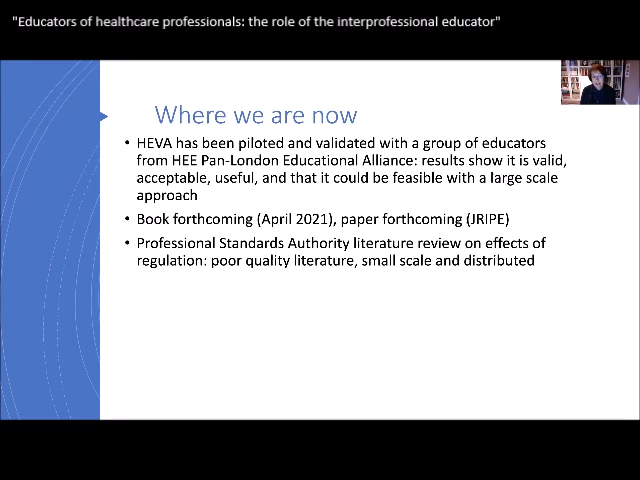 "Educators of healthcare professionals: the role of the interprofessional educator"
Where we are now
• HEVA has been piloted and validated with a group of educators
from HEE Pan-London Educational Alliance: results show it is valid,
acceptable, useful, and that it could be feasible with a large scale
approach
• Book forthcoming (April 2021), paper forthcoming (JRIPE)
• Professional Standards Authority literature review on effects of
regulation: poor quality literature, small scale and distributed